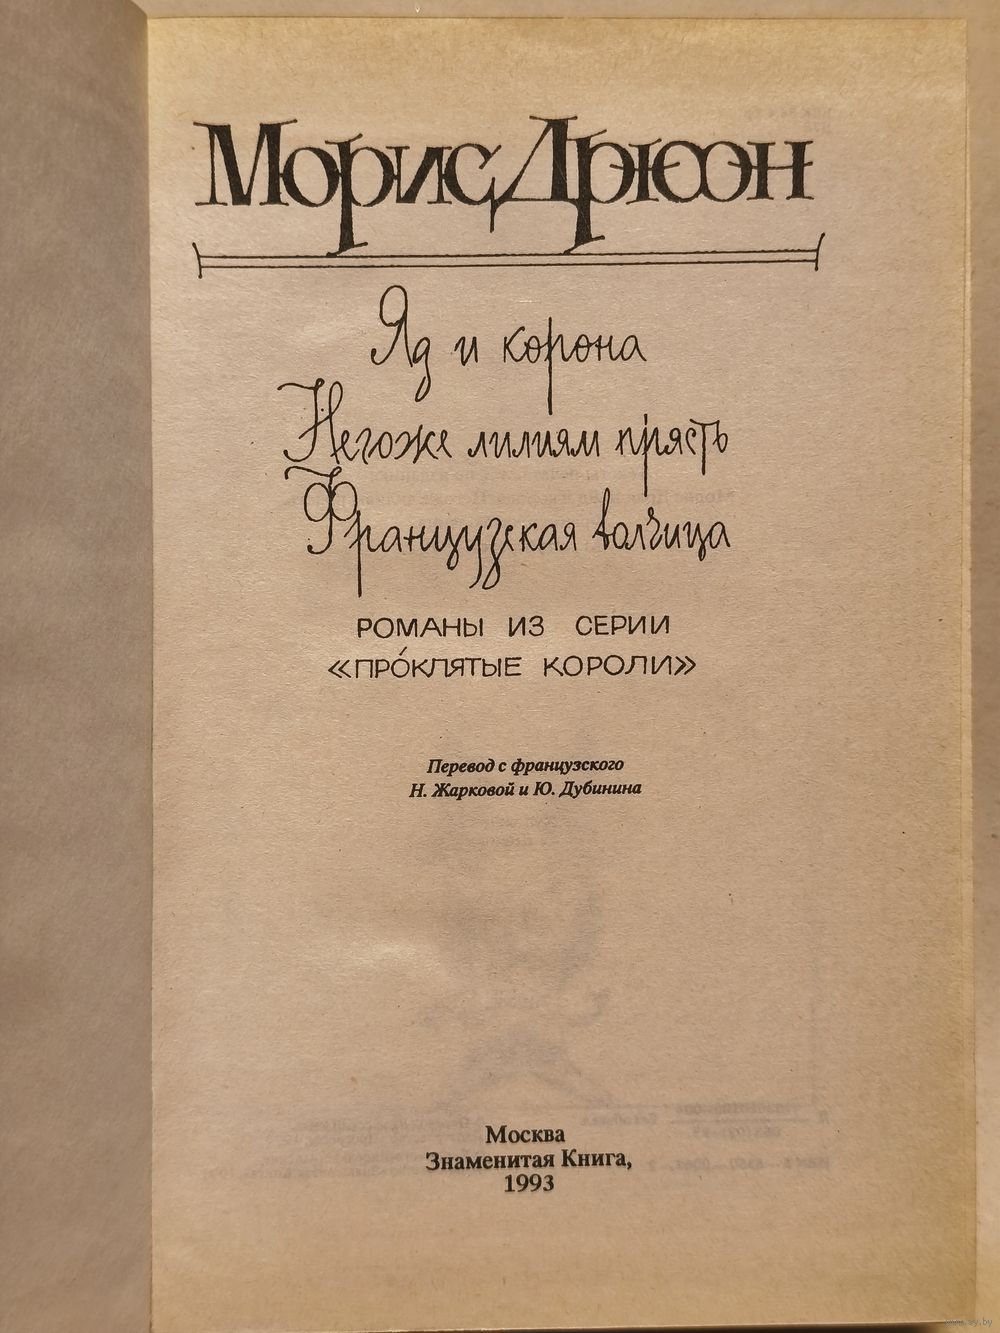 Морис Дрюон
Яд и корона
Негоже лилиям прясть
Французская волчица
РОМАНЫ ИЗ СЕРИИ
«ПРО́КЛЯТЫЕ КОРОЛИ»
Перевод с французского
Н. Жарковой и Ю. Дубинина
Москва
Знаменитая Книга,
1993